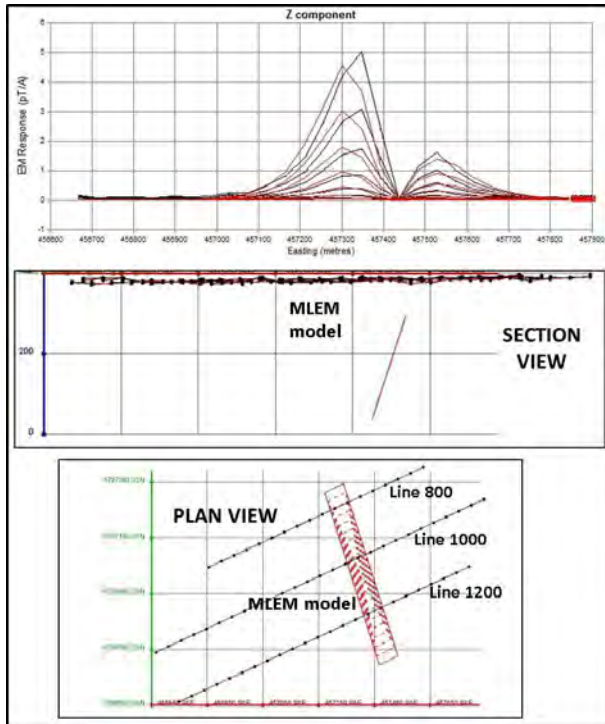 Z component
EM Response (pT/A)
6
5
4
3
2
1
0
-1
456600 456700 456800 456900 457000 457100 457200 457300 457400 457500 457600 457700 457800 457900
Easting (metres)
MLEM
model
SECTION
VIEW
200
0
PLAN VIEW
Line 800
Line 1000
MLEM model
Line 1200